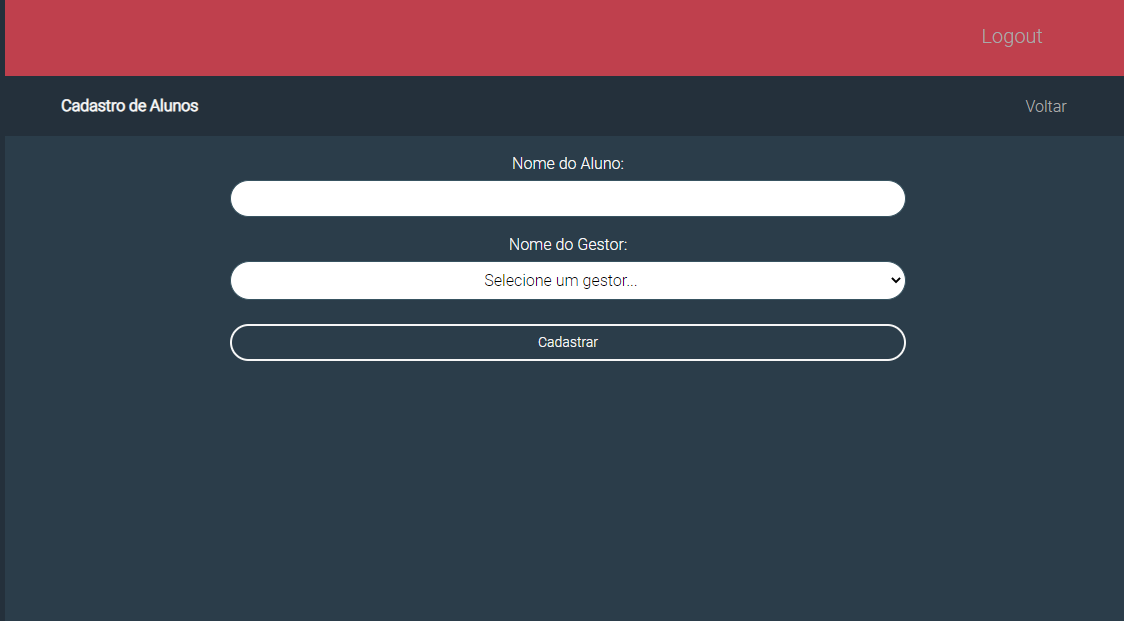 Logout
Cadastro de Alunos
Voltar
Nome do Aluno:
Nome do Gestor:
Selecione um gestor...
Cadastrar